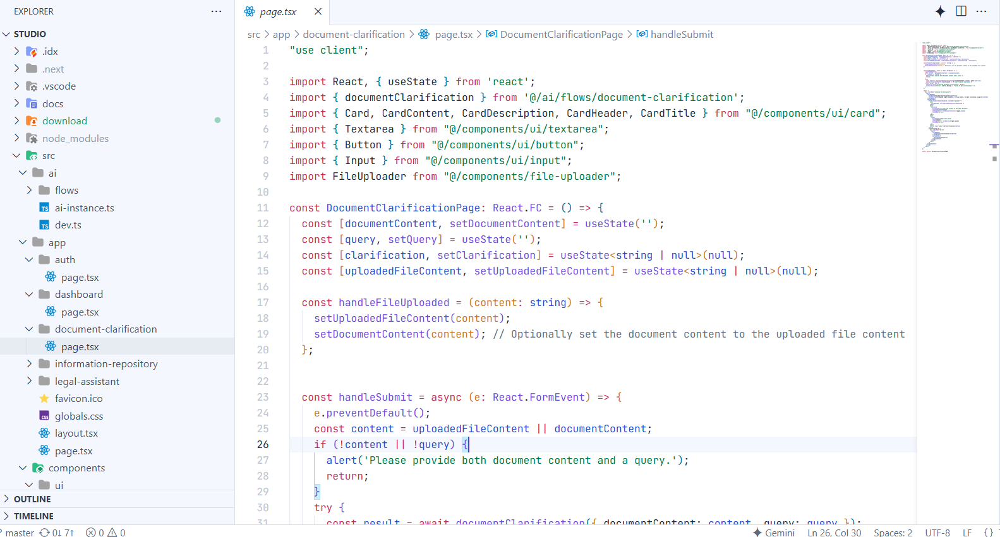 EXPLORER
STUDIO
.idx
.next
.vscode
docs
download
node_modules
src
ai
flows
ai-instance.ts
dev.ts
app
auth
page.tsx
dashboard
page.tsx
document-clarification
page.tsx
information-repository
legal-assistant
favicon.ico
globals.css
layout.tsx
page.tsx
components
ui
OUTLINE
TIMELINE
page.tsx
src > app > document-clarification > page.tsx > DocumentClarificationPage > handleSubmit
1 "use client";
2
3 import React, { useState } from 'react';
4 import { documentClarification } from '@/ai/flows/document-clarification';
5 import { Card, CardContent, CardDescription, CardHeader, CardTitle } from "@/components/ui/card";
6 import { Textarea } from "@/components/ui/textarea";
7 import { Button } from "@/components/ui/button";
8 import { Input } from "@/components/ui/input";
9 import FileUploader from "@/components/file-uploader";
10
11 const DocumentClarificationPage: React.FC = () => {
12 const [documentContent, setDocumentContent] = useState('');
13 const [query, setQuery] = useState('');
14 const [clarification, setClarification] = useState<string | null>(null);
15 const [uploadedFileContent, setUploadedFileContent] = useState<string | null>(null);
16
17 const handleFileUploaded = (content: string) => {
18 setUploadedFileContent(content);
19 setDocumentContent(content); // Optionally set the document content to the uploaded file content
20 };
21
22
23 const handleSubmit = async (e: React.FormEvent) => {
24 e.preventDefault();
25 const content = uploadedFileContent || documentContent;
26 if (!content || !query) {
27 alert('Please provide both document content and a query.');
28 return;
29 }
30 try {
31 const result = await documentClarification({ documentContent: content, query: query });
master 0↓ 7↑ 0 0 Gemini Ln 26, Col 30 Spaces: 2 UTF-8 LF {}